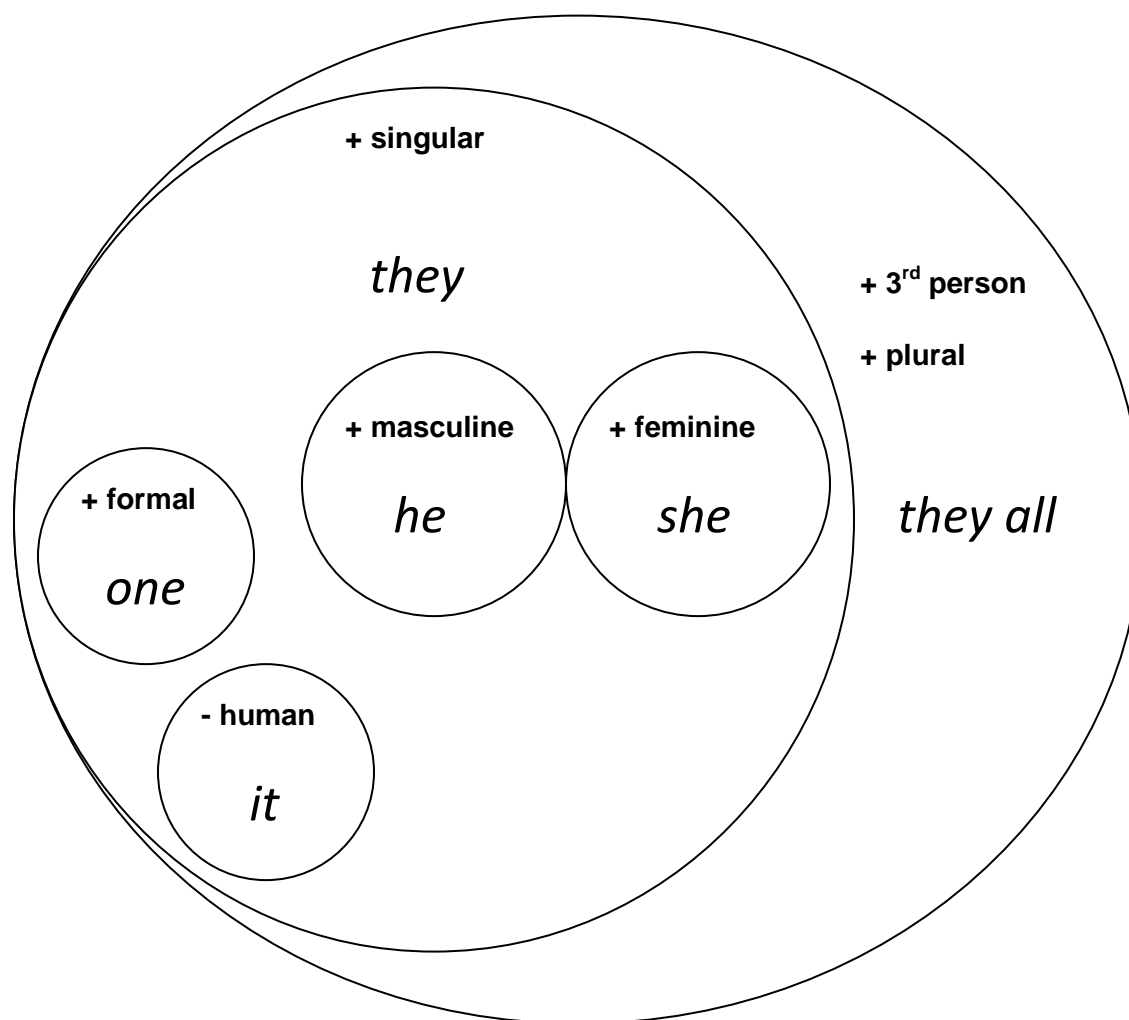 + singular
they
+ 3rd person
+ plural
+ masculine
he
+ feminine
she
they all
+ formal
one
- human
it